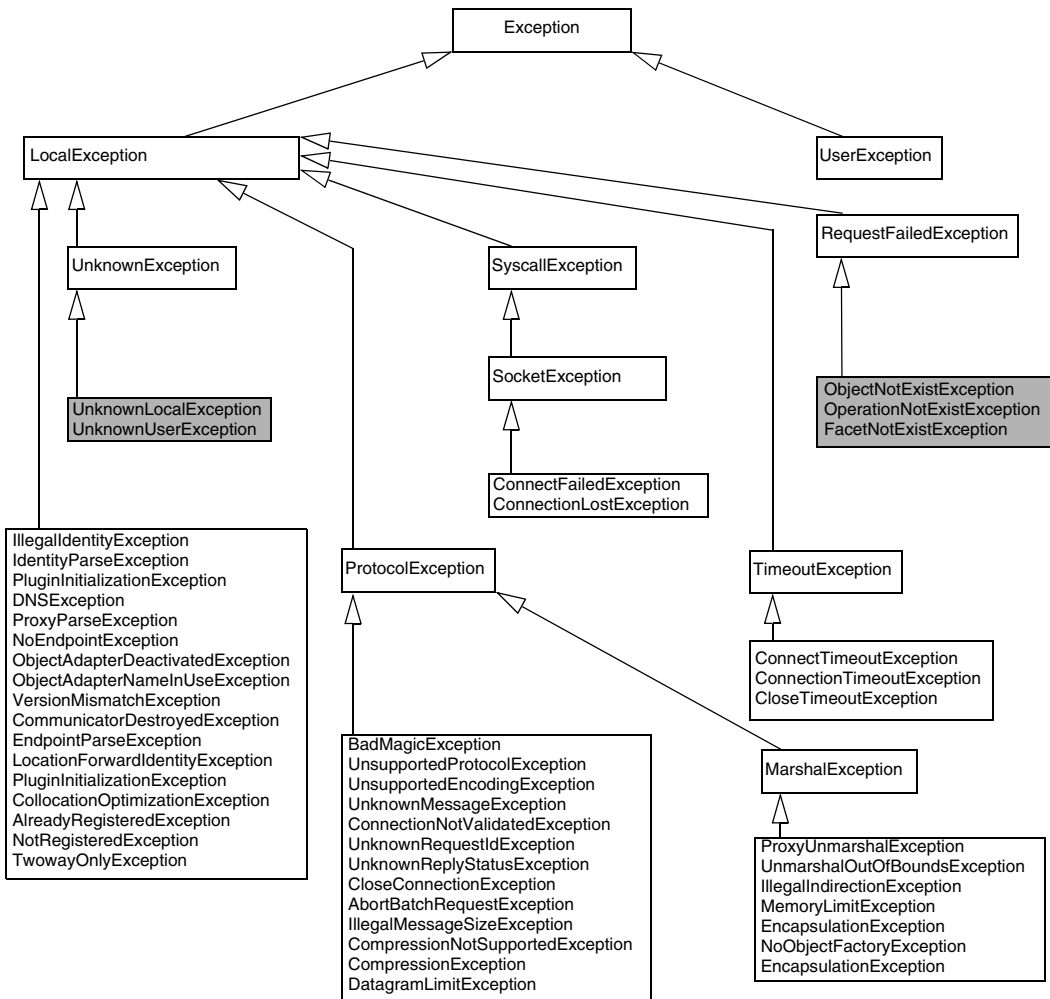 Exception
LocalException
UserException
RequestFailedException
UnknownException
SyscallException
SocketException
ObjectNotExistException
OperationNotExistException
FacetNotExistException
UnknownLocalException
UnknownUserException
ConnectFailedException
ConnectionLostException
IllegalIdentityException
IdentityParseException
PluginInitializationException
DNSException
ProxyParseException
NoEndpointException
ObjectAdapterDeactivatedException
ObjectAdapterNameInUseException
VersionMismatchException
CommunicatorDestroyedException
EndpointParseException
LocationForwardIdentityException
PluginInitializationException
CollocationOptimizationException
AlreadyRegisteredException
NotRegisteredException
TwowayOnlyException
ProtocolException
TimeoutException
ConnectTimeoutException
ConnectionTimeoutException
CloseTimeoutException
BadMagicException
UnsupportedProtocolException
UnsupportedEncodingException
UnknownMessageException
ConnectionNotValidatedException
UnknownRequestIdException
UnknownReplyStatusException
CloseConnectionException
AbortBatchRequestException
IllegalMessageSizeException
CompressionNotSupportedException
CompressionException
DatagramLimitException
MarshalException
ProxyUnmarshalException
UnmarshalOutOfBoundsException
IllegalIndirectionException
MemoryLimitException
EncapsulationException
NoObjectFactoryException
EncapsulationException